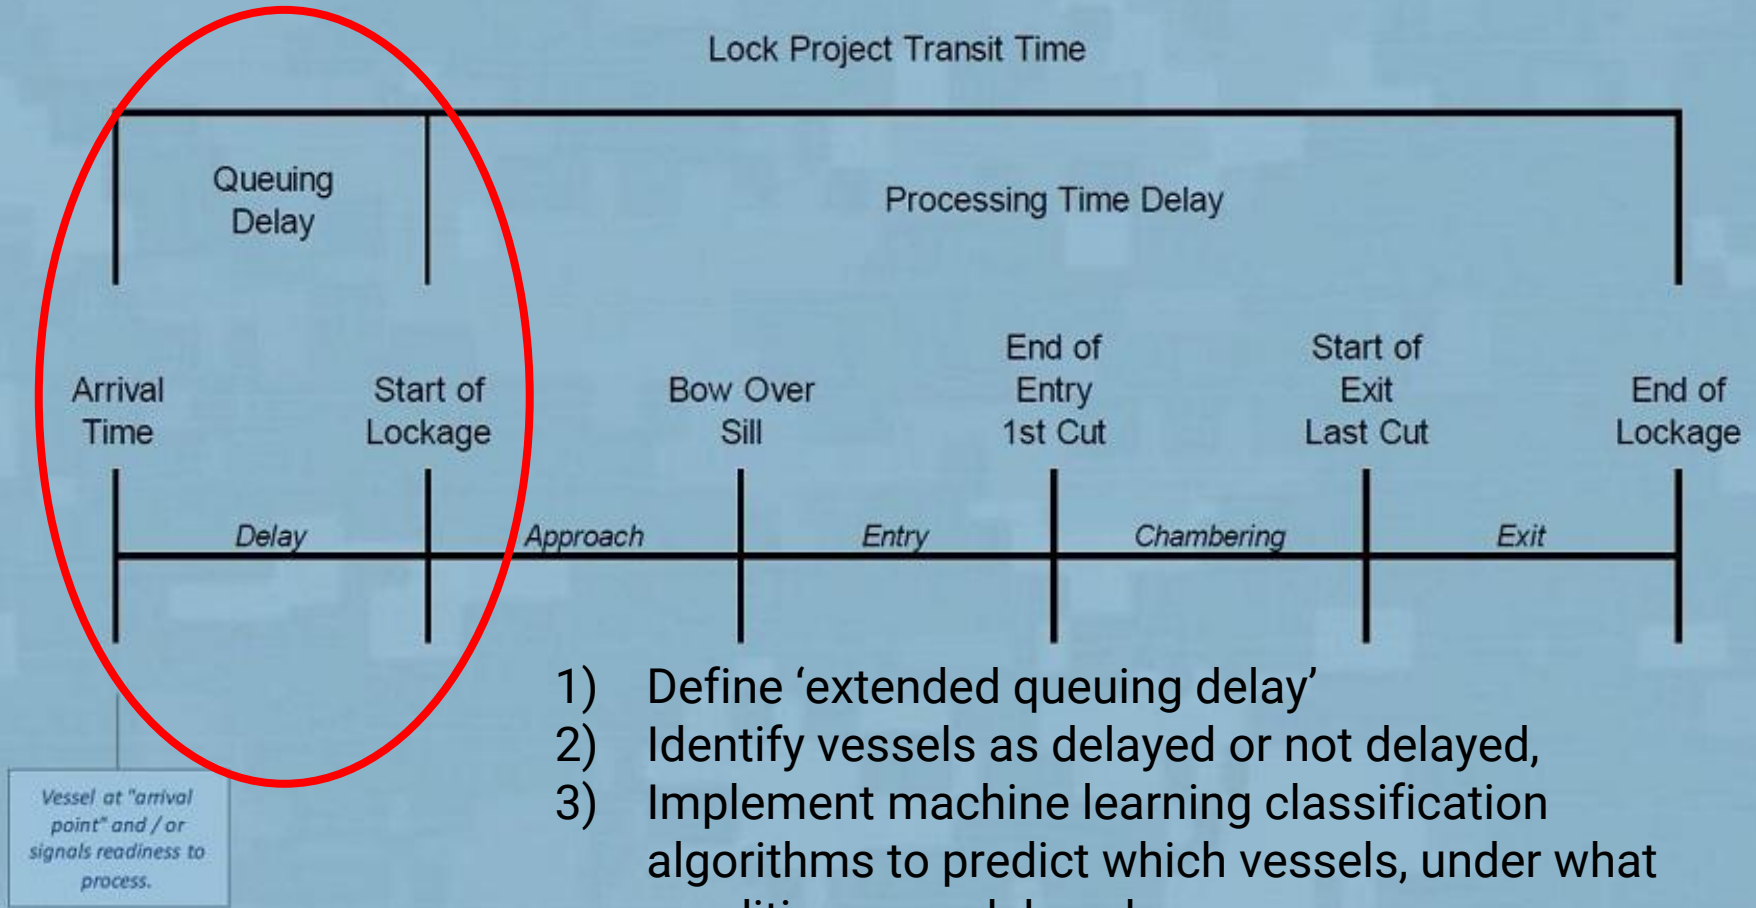 Lock Project Transit Time
Queuing
Delay
Processing Time Delay
Arrival
Time
Start of
Lockage
Bow Over
Sill
End of
Entry
1st Cut
Start of
Exit
Last Cut
End of
Lockage
Delay
Approach
Entry
Chambering
Exit
Vessel at "arrival
point" and / or
signals readiness to
process.
1) Define ‘extended queuing delay’
2) Identify vessels as delayed or not delayed,
3) Implement machine learning classification
algorithms to predict which vessels, under what